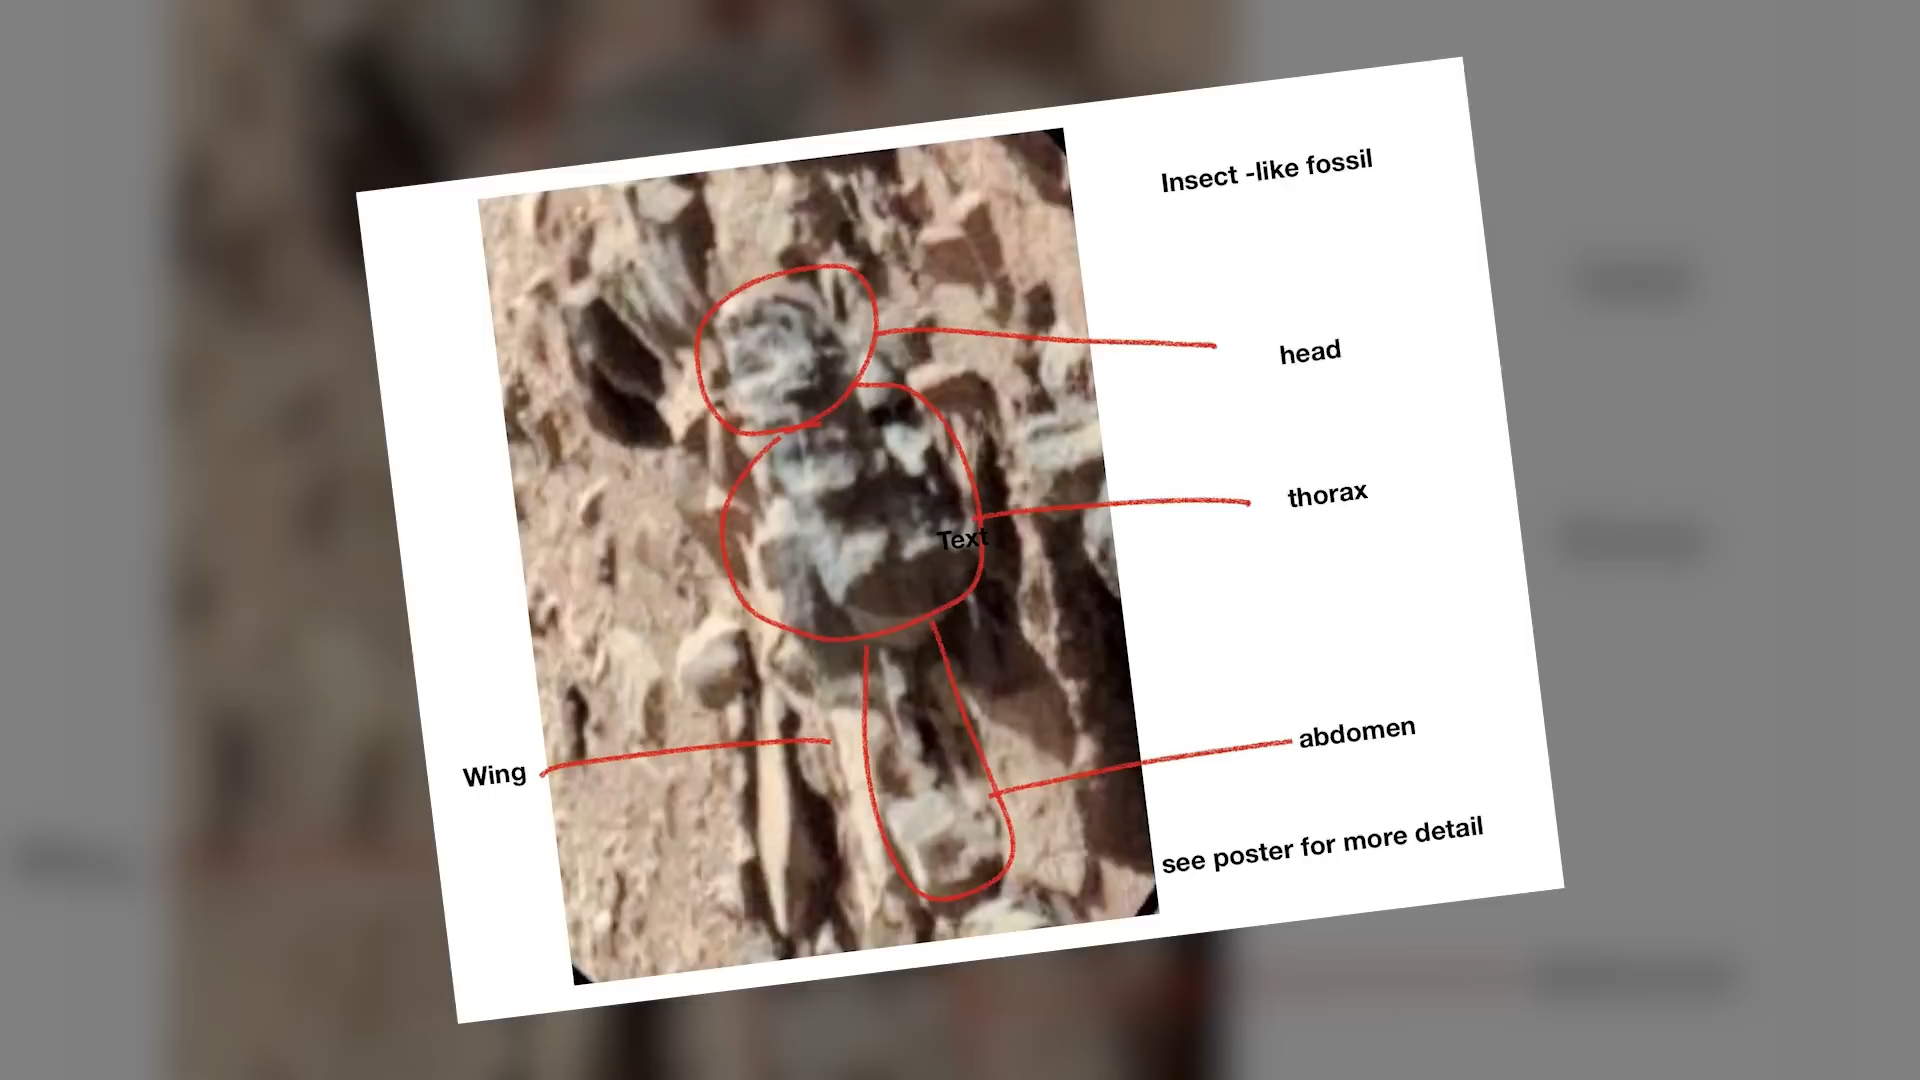 Insect -like fossil
head
thorax
Text
Wing
abdomen
see poster for more detail